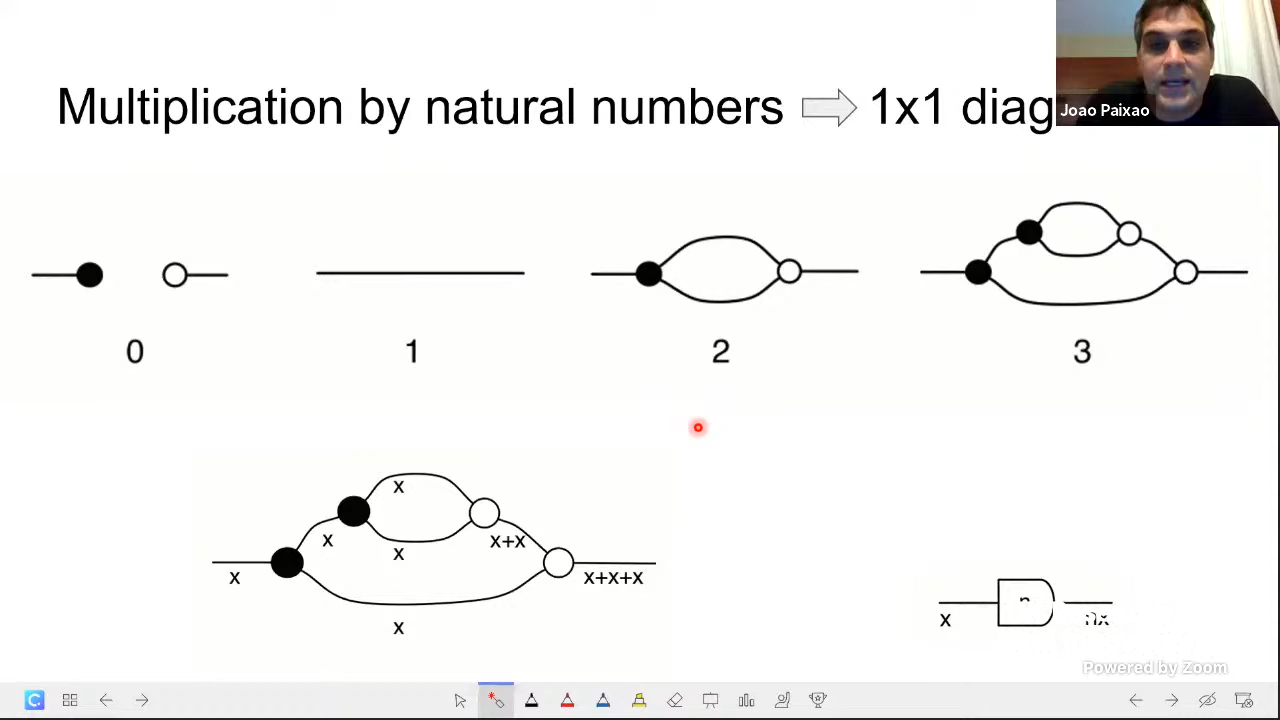 Multiplication by natural numbers 1x1 diag
Joao Paixao
0 1 2 3
x
x x
x x+x
x x+x+x
x
x
Powered by Zoom